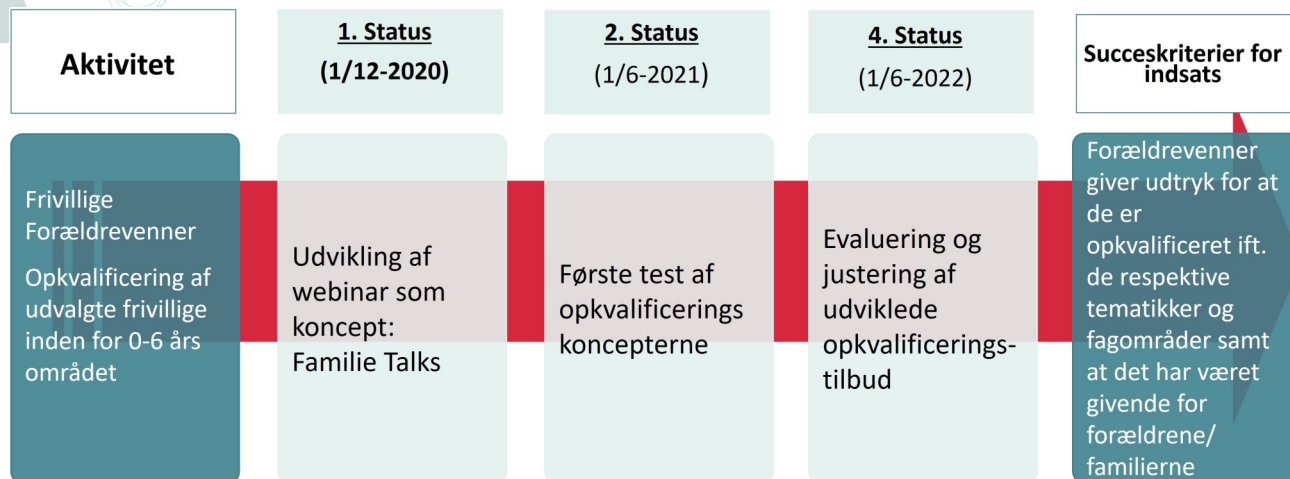 Aktivitet
1. Status
(1/12-2020)
2. Status
(1/6-2021)
4. Status
(1/6-2022)
Succeskriterier for
indsats
Frivillige
Forældrevenner
Opkvalificering af
udvalgte frivillige
inden for 0-6 års
området
Udvikling af
webinar som
koncept:
Familie Talks
Første test af
opkvalificerings
koncepterne
Evaluering og
justering af
udviklede
opkvalificerings-
tilbud
Forældrevenner
giver udtryk for at
de er
opkvalificeret ift.
de respektive
tematikker og
fagområder samt
at det har været
givende for
forældrene/
familierne